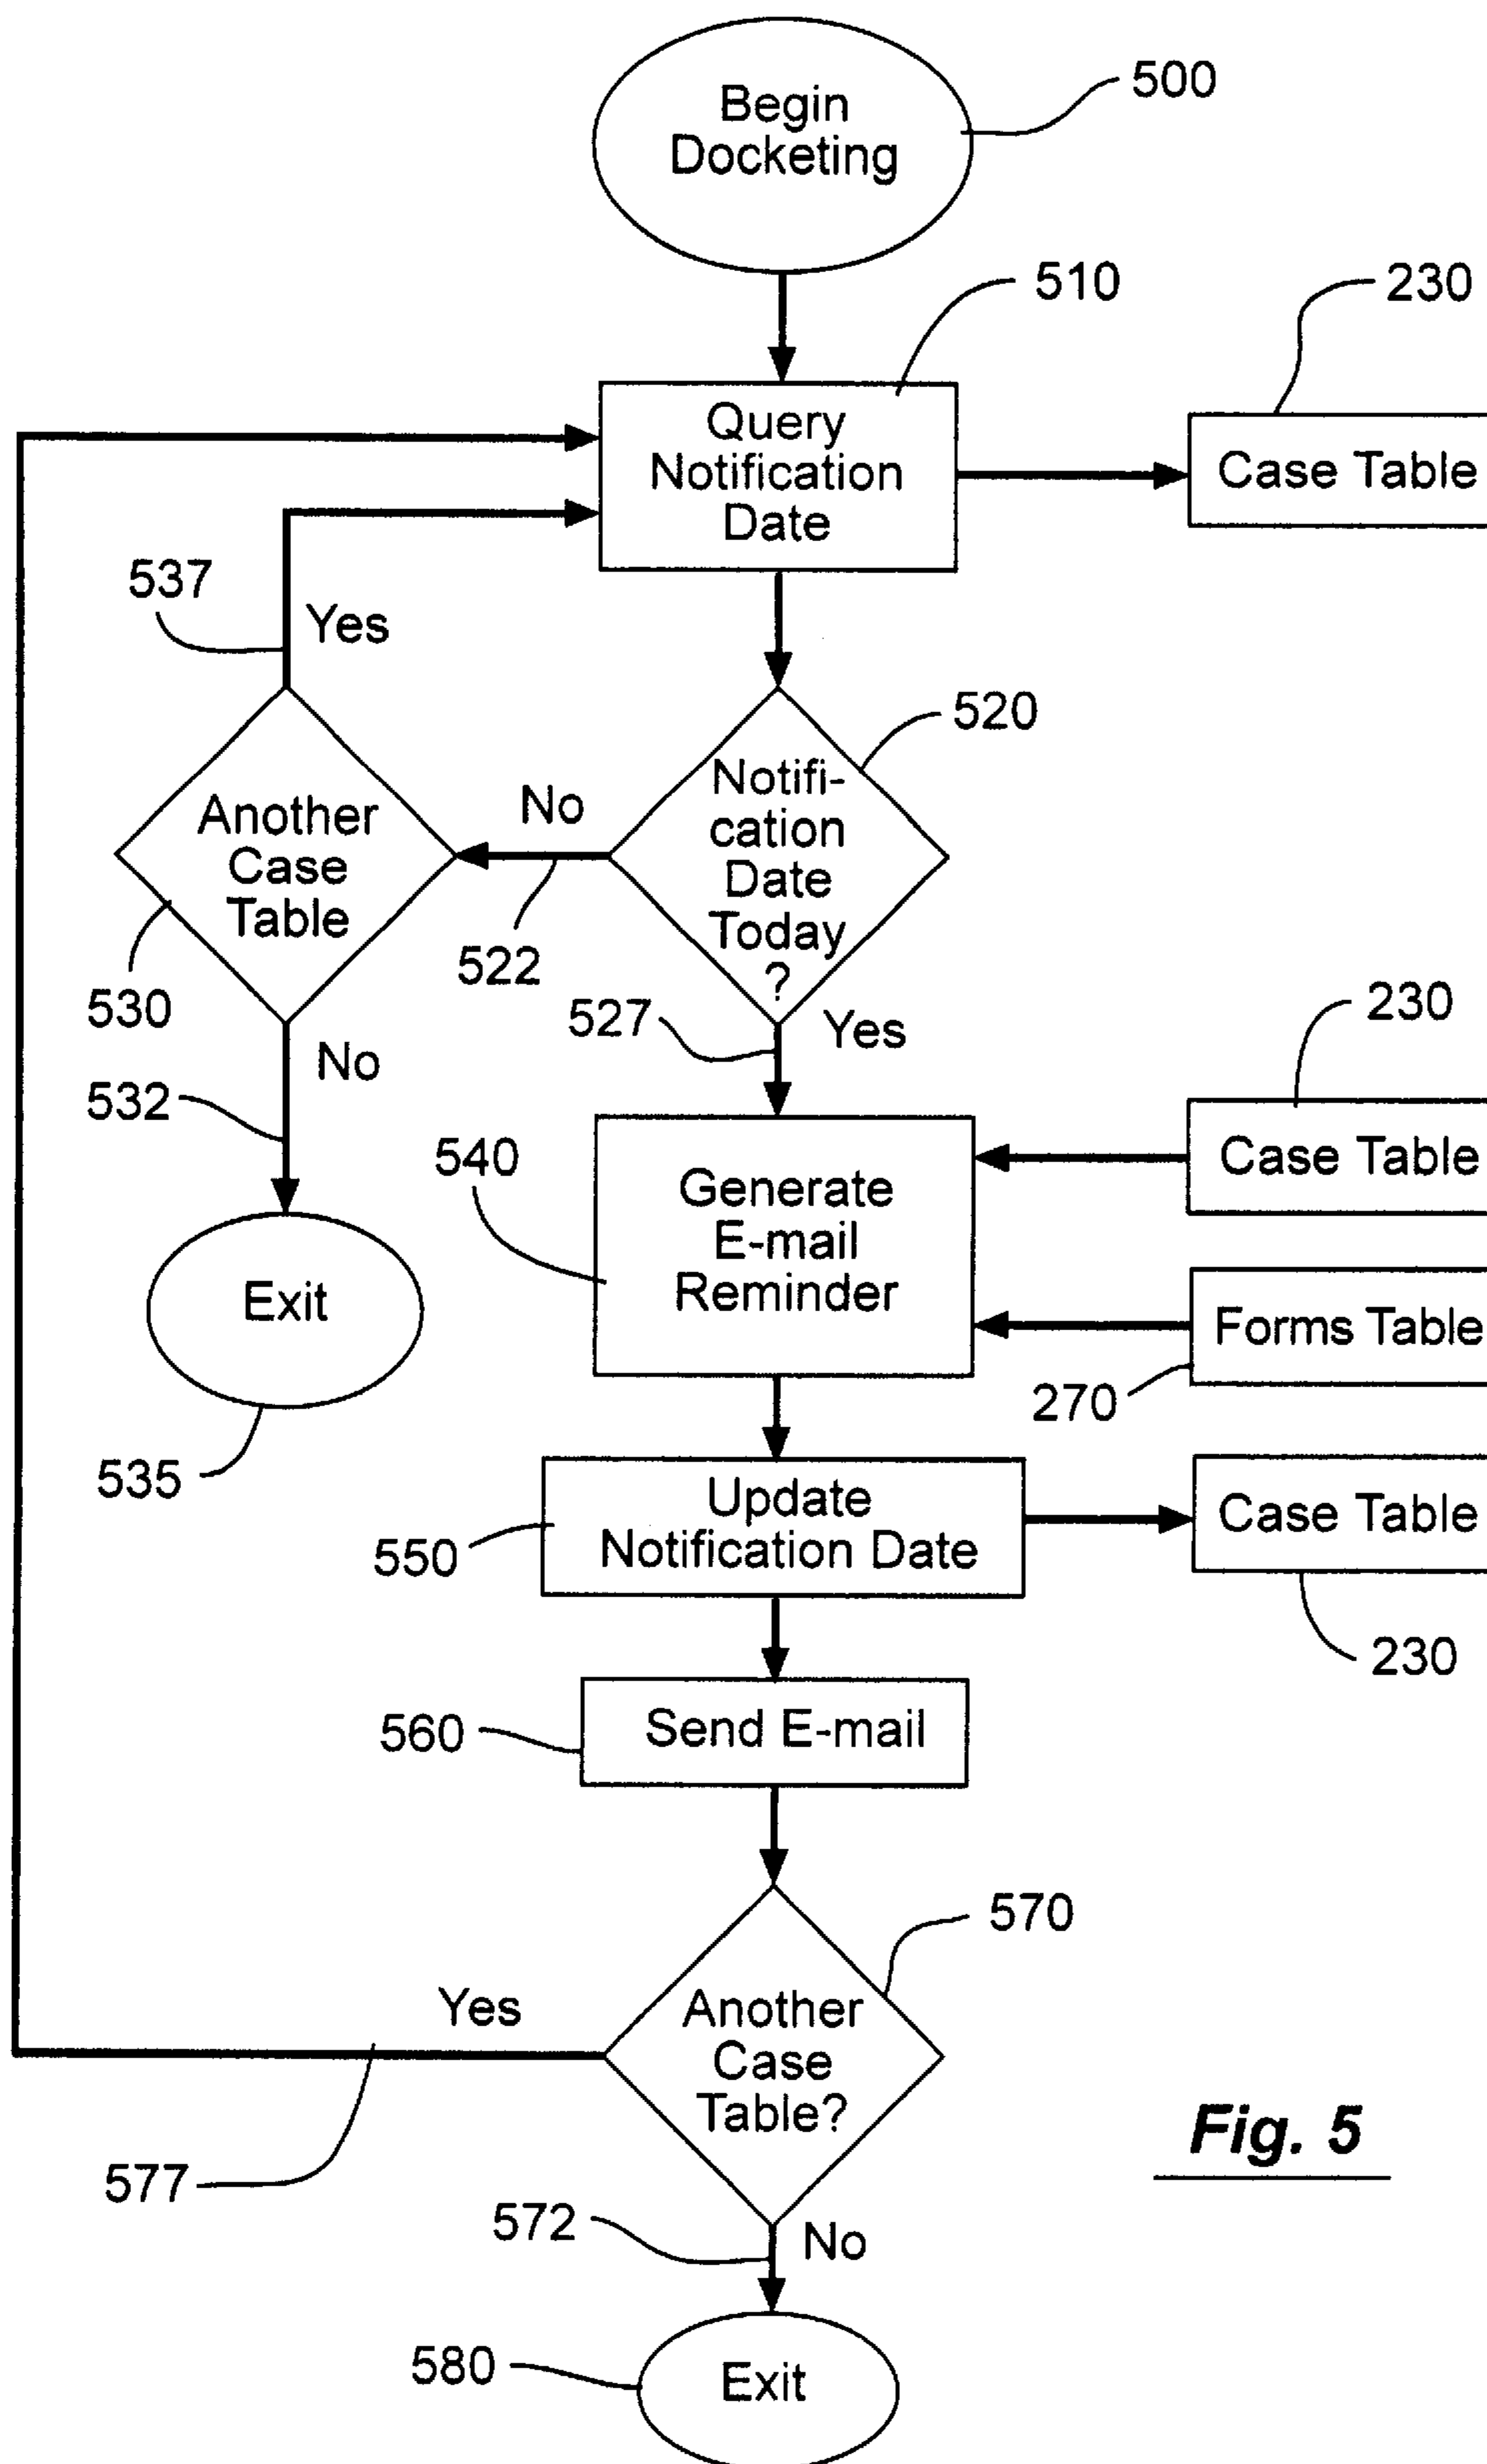 Begin
Docketing
500
510
230
Query
Notification
Date
Case Table
537
Yes
520
Notifi-
cation
Date
Today
?
No
Another
Case
Table
522
530
527
Yes
230
No
532
Case Table
540
Generate
E-mail
Reminder
Exit
Forms Table
270
535
Update
Notification Date
Case Table
550
230
Send E-mail
560
570
Yes
Another
Case
Table?
Fig. 5
577
572
No
580
Exit